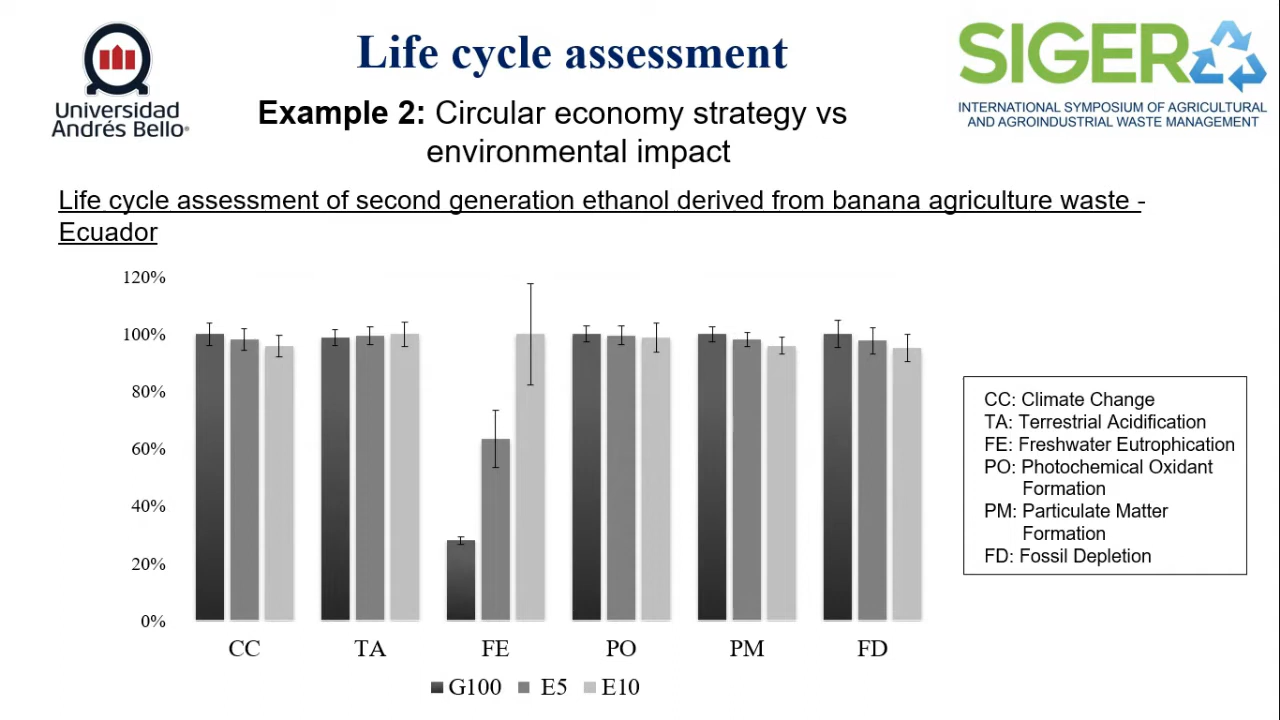 Universidad
Andrés Bello®
Life cycle assessment
SIGER
INTERNATIONAL SYMPOSIUM OF AGRICULTURAL
AND AGROINDUSTRIAL WASTE MANAGEMENT
Example 2: Circular economy strategy vs
environmental impact
Life cycle assessment of second generation ethanol derived from banana agriculture waste -
Ecuador
120%
100%
80%
60%
40%
20%
0%
CC TA FE PO PM FD
G100 E5 E10
CC: Climate Change
TA: Terrestrial Acidification
FE: Freshwater Eutrophication
PO: Photochemical Oxidant
Formation
PM: Particulate Matter
Formation
FD: Fossil Depletion